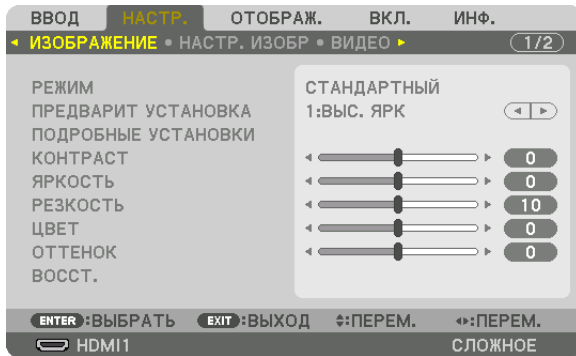 ВВОД НАСТР. ОТОБРАЖ. ВКЛ. ИНФ.
◄ ИЗОБРАЖЕНИЕ • НАСТР. ИЗОБР • ВИДЕО ► 1/2
РЕЖИМ СТАНДАРТНЫЙ
ПРЕДВАРИТ УСТАНОВКА 1:ВЫС. ЯРК ◄ ►
ПОДРОБНЫЕ УСТАНОВКИ
КОНТРАСТ 0
ЯРКОСТЬ 0
РЕЗКОСТЬ 10
ЦВЕТ 0
ОТТЕНОК 0
ВОССТ.
ENTER :ВЫБРАТЬ EXIT :ВЫХОД :ПЕРЕМ. :ПЕРЕМ.
HDMI1 СЛОЖНОЕ